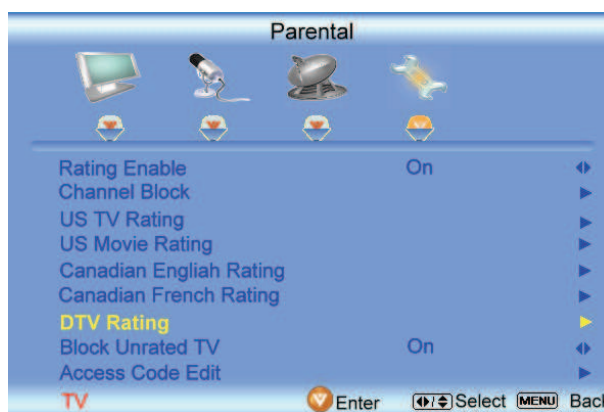 Parental
Rating Enable On
Channel Block
US TV Rating
US Movie Rating
Canadian Engliah Rating
Canadian French Rating
DTV Rating
Block Unrated TV On
Access Code Edit
TV Enter Select MENU Back